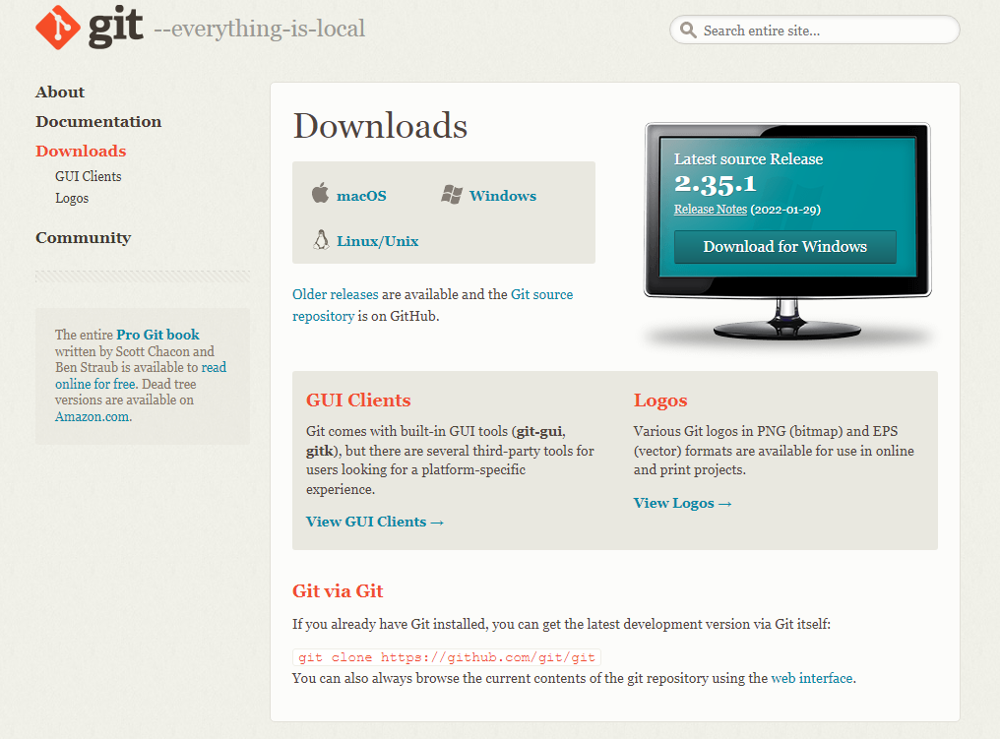 git --everything-is-local
Search entire site...
About
Documentation
Downloads
GUI Clients
Logos
Community
The entire Pro Git book
written by Scott Chacon and
Ben Straub is available to read
online for free. Dead tree
versions are available on
Amazon.com.
Downloads
macOS
Windows
Linux/Unix
Older releases are available and the Git source
repository is on GitHub.
Latest source Release
2.35.1
Release Notes (2022-01-29)
Download for Windows
GUI Clients
Git comes with built-in GUI tools (git-gui,
gitk), but there are several third-party tools for
users looking for a platform-specific
experience.
View GUI Clients →
Logos
Various Git logos in PNG (bitmap) and EPS
(vector) formats are available for use in online
and print projects.
View Logos →
Git via Git
If you already have Git installed, you can get the latest development version via Git itself:
git clone https://github.com/git/git
You can also always browse the current contents of the git repository using the web interface.